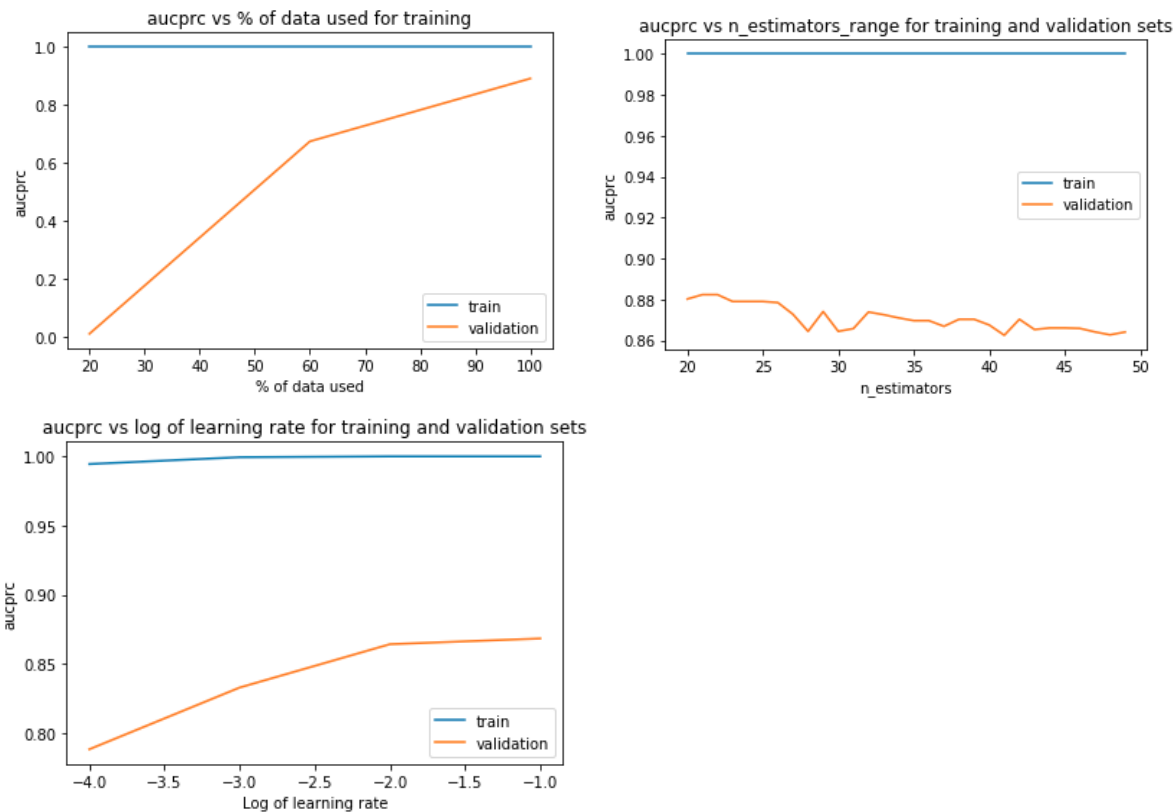 aucprc vs % of data used for training
1.0
0.8
0.6
0.4
0.2
0.0
aucprc
train
validation
20 30 40 50 60 70 80 90 100
% of data used
aucprc vs n_estimators_range for training and validation sets
1.00
0.98
0.96
0.94
0.92
0.90
0.88
0.86
aucprc
train
validation
20 25 30 35 40 45 50
n_estimators
aucprc vs log of learning rate for training and validation sets
1.00
0.95
0.90
0.85
0.80
aucprc
train
validation
−4.0 −3.5 −3.0 −2.5 −2.0 −1.5 −1.0
Log of learning rate